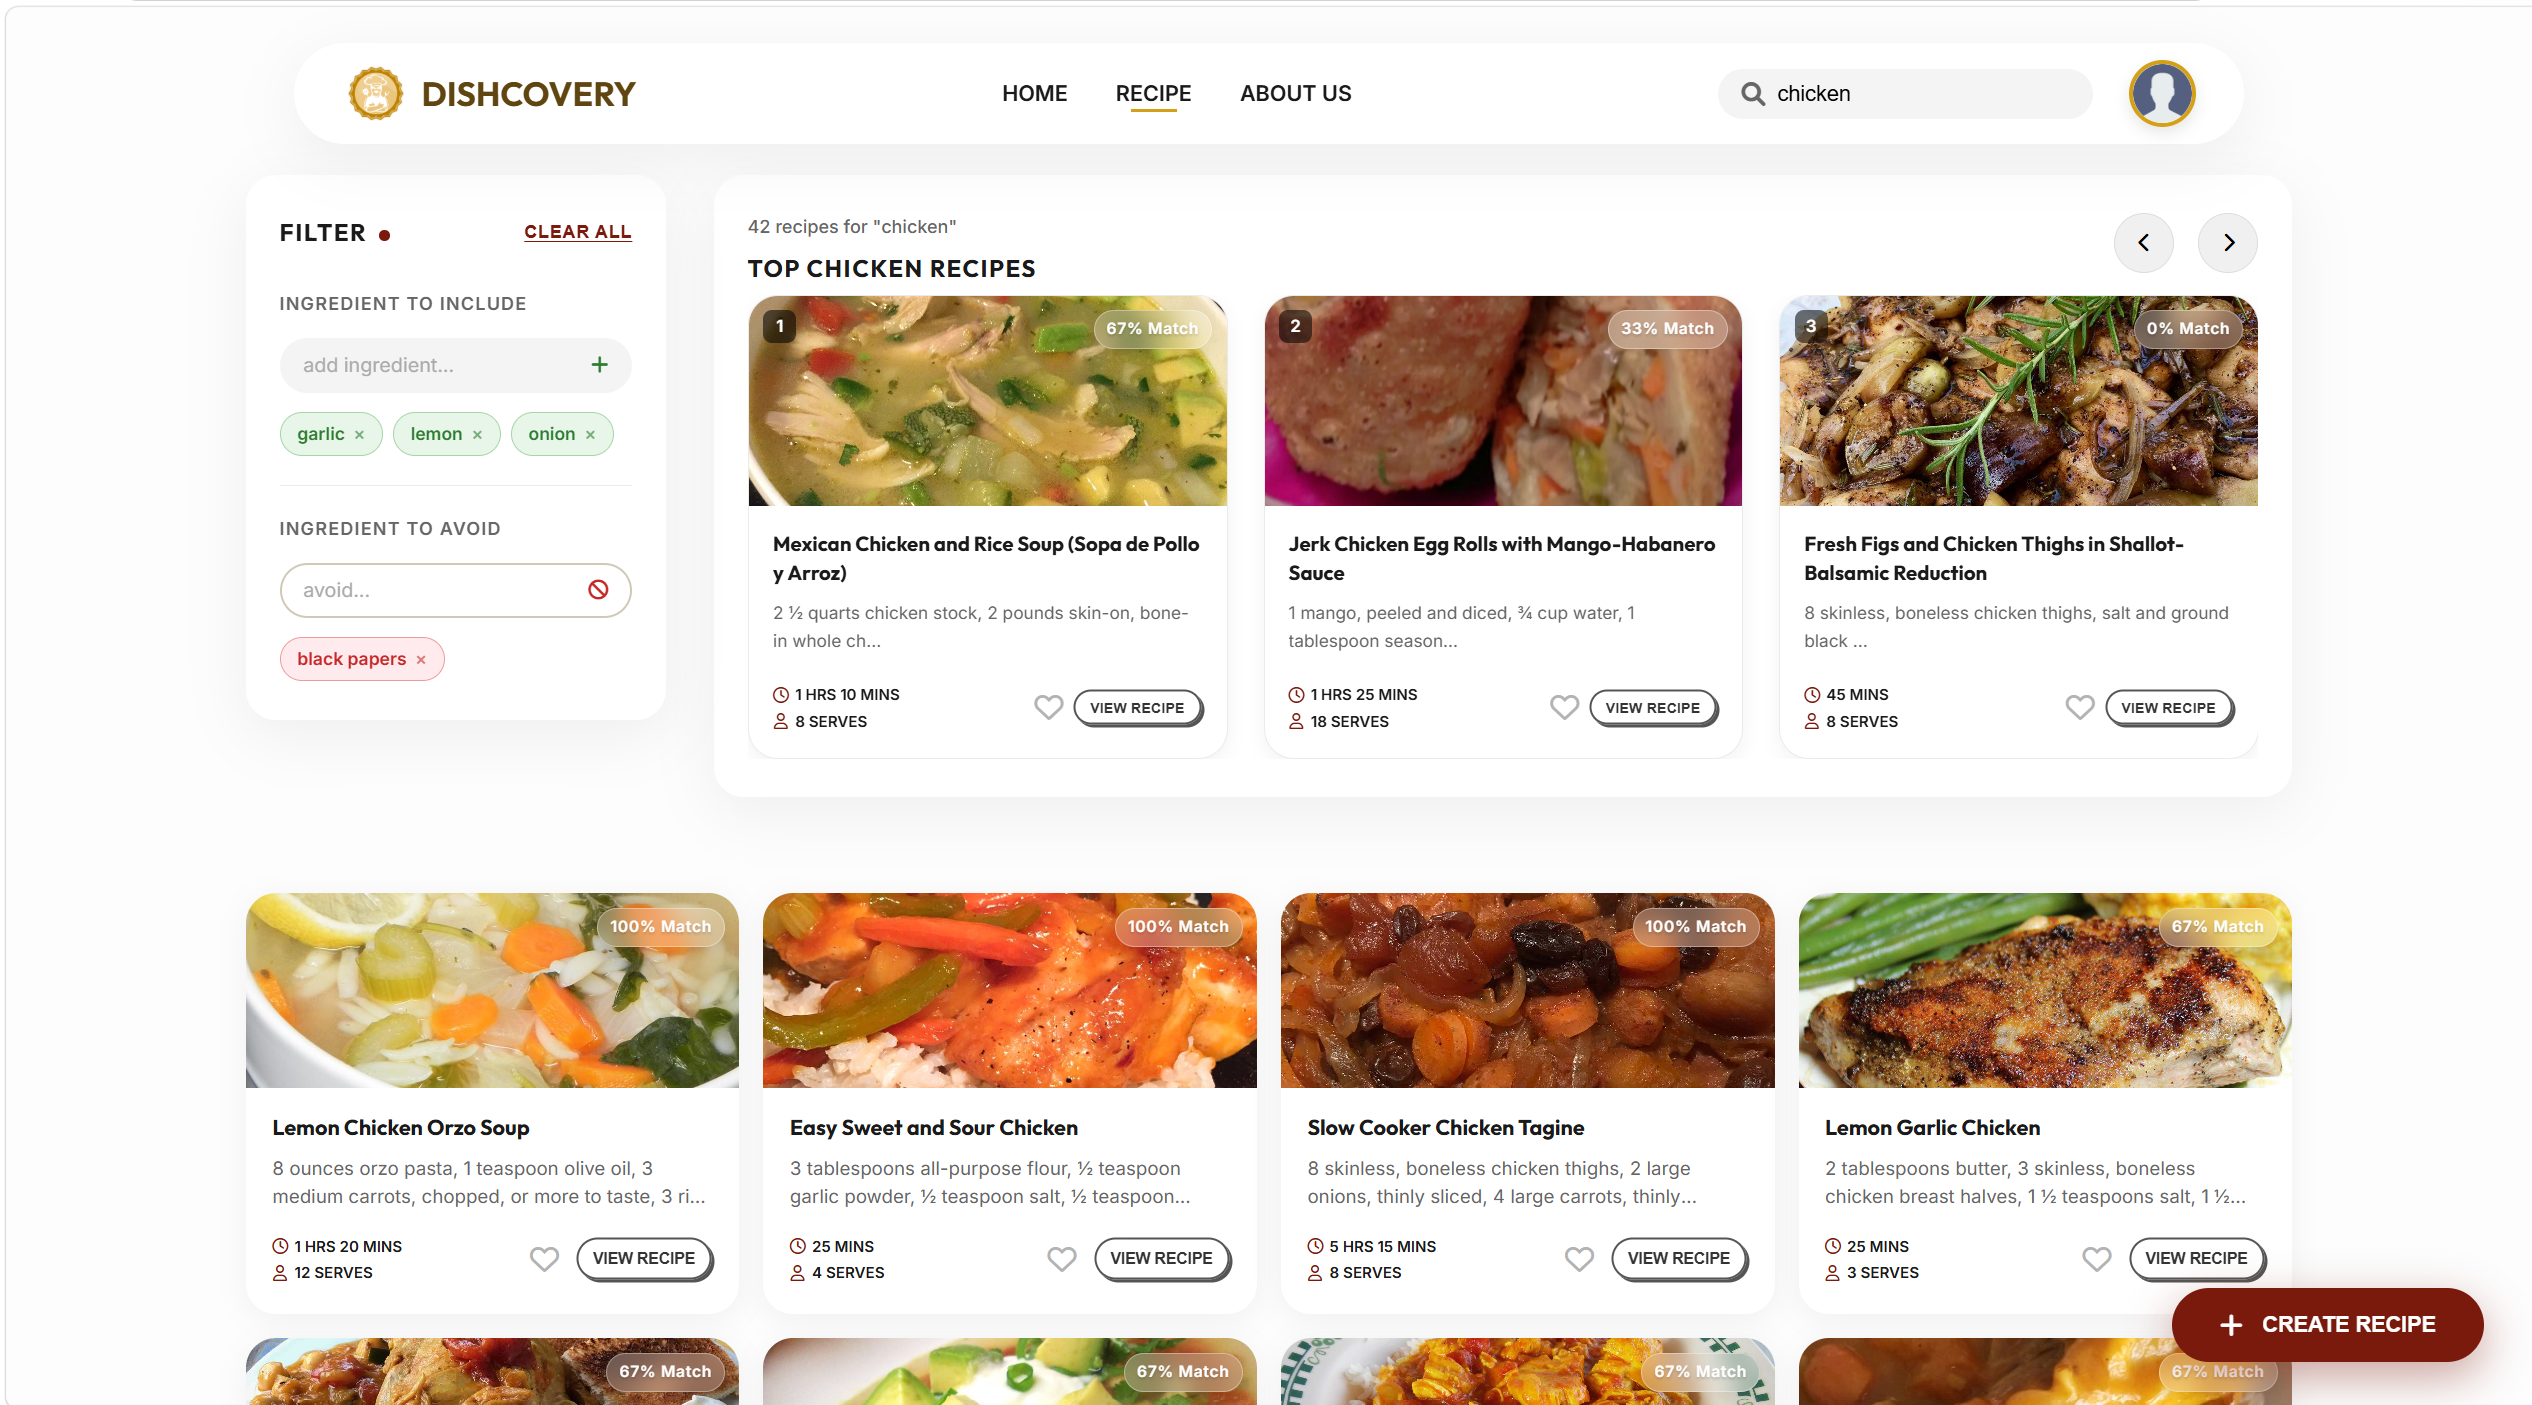 DISHCOVERY
HOME
RECIPE
ABOUT US
chicken
FILTER
CLEAR ALL
INGREDIENT TO INCLUDE
add ingredient...
garlic ×
lemon ×
onion ×
INGREDIENT TO AVOID
avoid...
black papers ×
42 recipes for "chicken"
TOP CHICKEN RECIPES
1
67% Match
Mexican Chicken and Rice Soup (Sopa de Pollo
y Arroz)
2 ½ quarts chicken stock, 2 pounds skin-on, bone-
in whole ch...
1 HRS 10 MINS
8 SERVES
VIEW RECIPE
2
33% Match
Jerk Chicken Egg Rolls with Mango-Habanero
Sauce
1 mango, peeled and diced, ¾ cup water, 1
tablespoon season...
1 HRS 25 MINS
18 SERVES
VIEW RECIPE
3
0% Match
Fresh Figs and Chicken Thighs in Shallot-
Balsamic Reduction
8 skinless, boneless chicken thighs, salt and ground
black ...
45 MINS
8 SERVES
VIEW RECIPE
100% Match
Lemon Chicken Orzo Soup
8 ounces orzo pasta, 1 teaspoon olive oil, 3
medium carrots, chopped, or more to taste, 3 ri...
1 HRS 20 MINS
12 SERVES
VIEW RECIPE
100% Match
Easy Sweet and Sour Chicken
3 tablespoons all-purpose flour, ½ teaspoon
garlic powder, ½ teaspoon salt, ½ teaspoon...
25 MINS
4 SERVES
VIEW RECIPE
100% Match
Slow Cooker Chicken Tagine
8 skinless, boneless chicken thighs, 2 large
onions, thinly sliced, 4 large carrots, thinly...
5 HRS 15 MINS
8 SERVES
VIEW RECIPE
67% Match
Lemon Garlic Chicken
2 tablespoons butter, 3 skinless, boneless
chicken breast halves, 1 ½ teaspoons salt, 1 ½...
25 MINS
3 SERVES
VIEW RECIPE
CREATE RECIPE
67% Match
67% Match
67% Match
67% Match